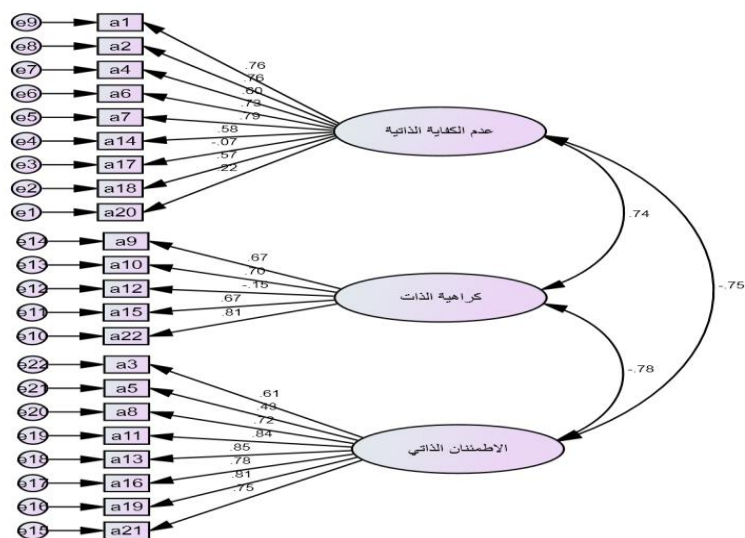 e9 a1
e8 a2
e7 a4
e6 a6
e5 a7
e4 a14
e3 a17
e2 a18
e1 a20
.76
.76
.60
.73
.79
.58
-.07
.57
.22
عدم الكفاية الذاتية
.74
-.75
e14 a9
e13 a10
e12 a12
e11 a15
e10 a22
.67
.70
-.15
.67
.81
كراهية الذات
-.78
e22 a3
e21 a5
e20 a8
e19 a11
e18 a13
e17 a16
e16 a19
e15 a21
.61
.43
.72
.84
.85
.78
.81
.75
الاطمئنان الذاتي